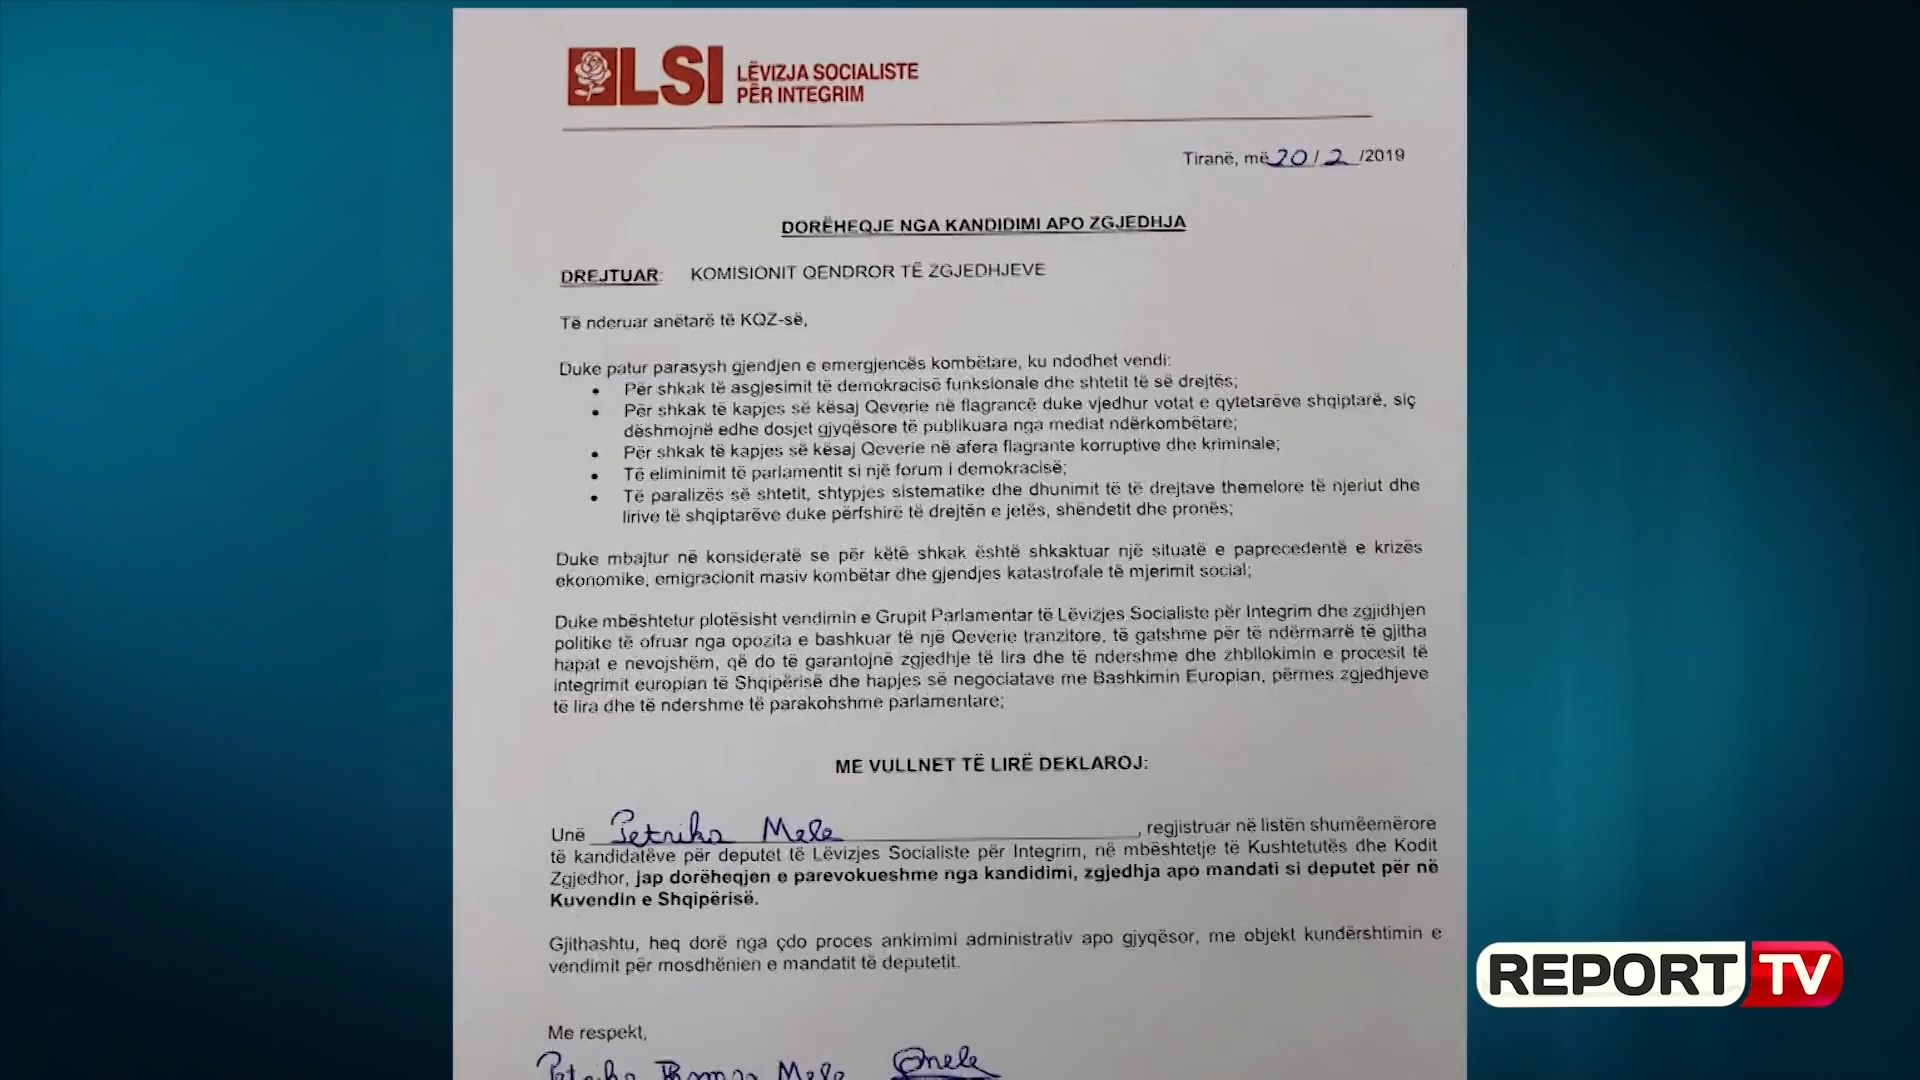 LSI LËVIZJA SOCIALISTE
PËR INTEGRIM
Tiranë, më 20 / 2 /2019
DORËHEQJE NGA KANDIDIMI APO ZGJEDHJA
DREJTUAR: KOMISIONIT QENDROR TË ZGJEDHJEVE
Të nderuar anëtarë të KQZ-së,
Duke patur parasysh gjendjen e emergjencës kombëtare, ku ndodhet vendi:
• Për shkak të asgjesimit të demokracisë funksionale dhe shtetit të së drejtës;
• Për shkak të kapjes së kësaj Qeverie në flagrancë duke vjedhur votat e qytetarëve shqiptarë, siç
dëshmojnë edhe dosjet gjyqësore të publikuara nga mediat ndërkombëtare;
• Për shkak të kapjes së kësaj Qeverie në afera flagrante korruptive dhe kriminale;
• Të eliminimit të parlamentit si një forum i demokracisë;
• Të paralizës së shtetit, shtypjes sistematike dhe dhunimit të të drejtave themelore të njeriut dhe
lirive të shqiptarëve duke përfshirë të drejtën e jetës, shëndetit dhe pronës;
Duke mbajtur në konsideratë se për këtë shkak është shkaktuar një situatë e paprecedentë e krizës
ekonomike, emigracionit masiv kombëtar dhe gjendjes katastrofale të mjerimit social;
Duke mbështetur plotësisht vendimin e Grupit Parlamentar të Lëvizjes Socialiste për Integrim dhe zgjidhjen
politike të ofruar nga opozita e bashkuar të një Qeverie tranzitore, të gatshme për të ndërmarrë të gjitha
hapat e nevojshëm, që do të garantojnë zgjedhje të lira dhe të ndershme dhe zhbllokimin e procesit të
integrimit europian të Shqipërisë dhe hapjes së negociatave me Bashkimin Europian, përmes zgjedhjeve
të lira dhe të ndershme të parakohshme parlamentare;
ME VULLNET TË LIRË DEKLAROJ:
Unë Petrika Mele, regjistruar në listën shumëemërore
të kandidatëve për deputet të Lëvizjes Socialiste për Integrim, në mbështetje të Kushtetutës dhe Kodit
Zgjedhor, jap dorëheqjen e parevokueshme nga kandidimi, zgjedhja apo mandati si deputet për në
Kuvendin e Shqipërisë.
Gjithashtu, heq dorë nga çdo proces ankimimi administrativ apo gjyqësor, me objekt kundërshtimin e
vendimit për mosdhënien e mandatit të deputetit.
Me respekt,
Petrika Mele
REPORT TV